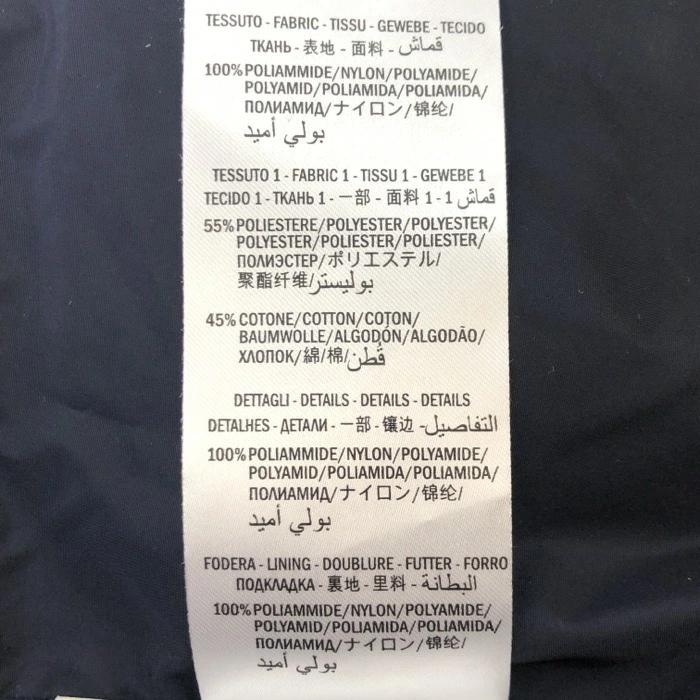 TESSUTO - FABRIC - TISSU - GEWEBE - TECIDO
ТКАНЬ - 表地 - 面料 - قماش
100% POLIAMMIDE/NYLON/POLYAMIDE/
POLYAMID/POLIAMIDA/POLIAMIDA/
ПОЛИАМИД/ナイロン/锦纶/
بولي أميد
TESSUTO 1 - FABRIC 1 - TISSU 1 - GEWEBE 1
TECIDO 1 - ТКАНЬ 1 - 一部 - 面料 1 - 1 قماش
55% POLIESTERE/POLYESTER/POLYESTER/
POLYESTER/POLIESTER/POLIESTER/
ПОЛИЭСТЕР/ポリエステル/
聚酯纤维/بوليستر
45% COTONE/COTTON/COTON/
BAUMWOLLE/ALGODÓN/ALGODÃO/
ХЛОПОК/綿/棉/قُطن
DETTAGLI - DETAILS - DETAILS - DETAILS
DETALHES - ДЕТАЛИ - 一部 - 镶边 - التفاصيل
100% POLIAMMIDE/NYLON/POLYAMIDE/
POLYAMID/POLIAMIDA/POLIAMIDA/
ПОЛИАМИД/ナイロン/锦纶/
بولي أميد
FODERA - LINING - DOUBLURE - FUTTER - FORRO
ПОДКЛАДКА - 裏地 - 里料 - البطانة
100% POLIAMMIDE/NYLON/POLYAMIDE/
POLYAMID/POLIAMIDA/POLIAMIDA/
ПОЛИАМИД/ナイロン/锦纶/
بولي أميد